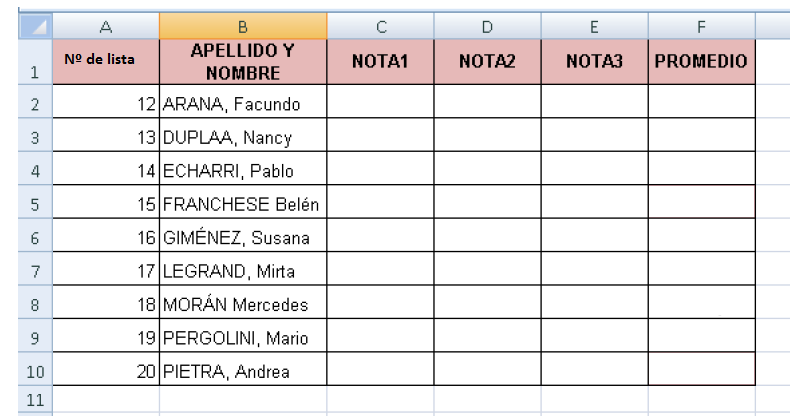 A B C D E F
1 Nº de lista APELLIDO Y NOMBRE NOTA1 NOTA2 NOTA3 PROMEDIO
2 12 ARANA, Facundo
3 13 DUPLAA, Nancy
4 14 ECHARRI, Pablo
5 15 FRANCHESE Belén
6 16 GIMÉNEZ, Susana
7 17 LEGRAND, Mirta
8 18 MORÁN Mercedes
9 19 PERGOLINI, Mario
10 20 PIETRA, Andrea
11